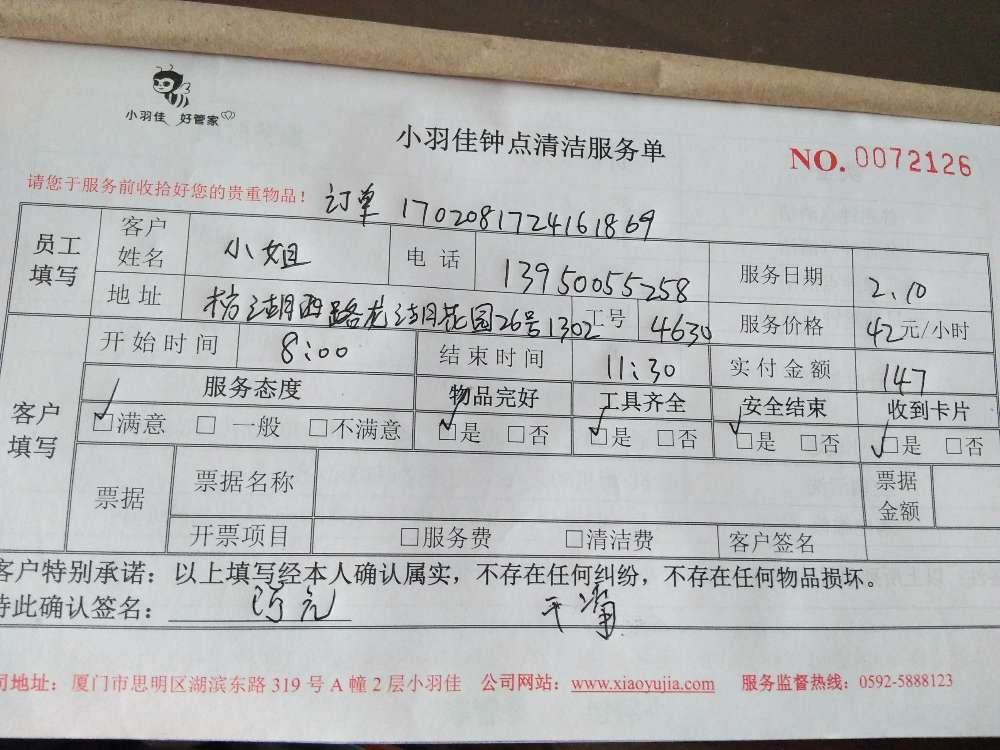 小羽佳 好管家
小羽佳钟点清洁服务单
NO. 0072126
请您于服务前收拾好您的贵重物品！ 订单 1702081724161869
员工填写 客户姓名 小姐 电话 13950055258 服务日期 2.10
地址 枋湖西路龙湖花园26号1302 工号 4630 服务价格 42元/小时
客户填写 开始时间 8:00 结束时间 11:30 实付金额 147
服务态度 物品完好 工具齐全 安全结束 收到卡片
☑满意 □一般 □不满意 ☑是 □否 ☑是 □否 ☑是 □否 ☑是 □否
票据 票据名称 票据金额
开票项目 □服务费 □清洁费 客户签名
客户特别承诺：以上填写经本人确认属实，不存在任何纠纷，不存在任何物品损坏。
特此确认签名： 干净
司地址：厦门市思明区湖滨东路 319 号 A 幢 2 层小羽佳 公司网站：www.xiaoyujia.com 服务监督热线：0592-5888123